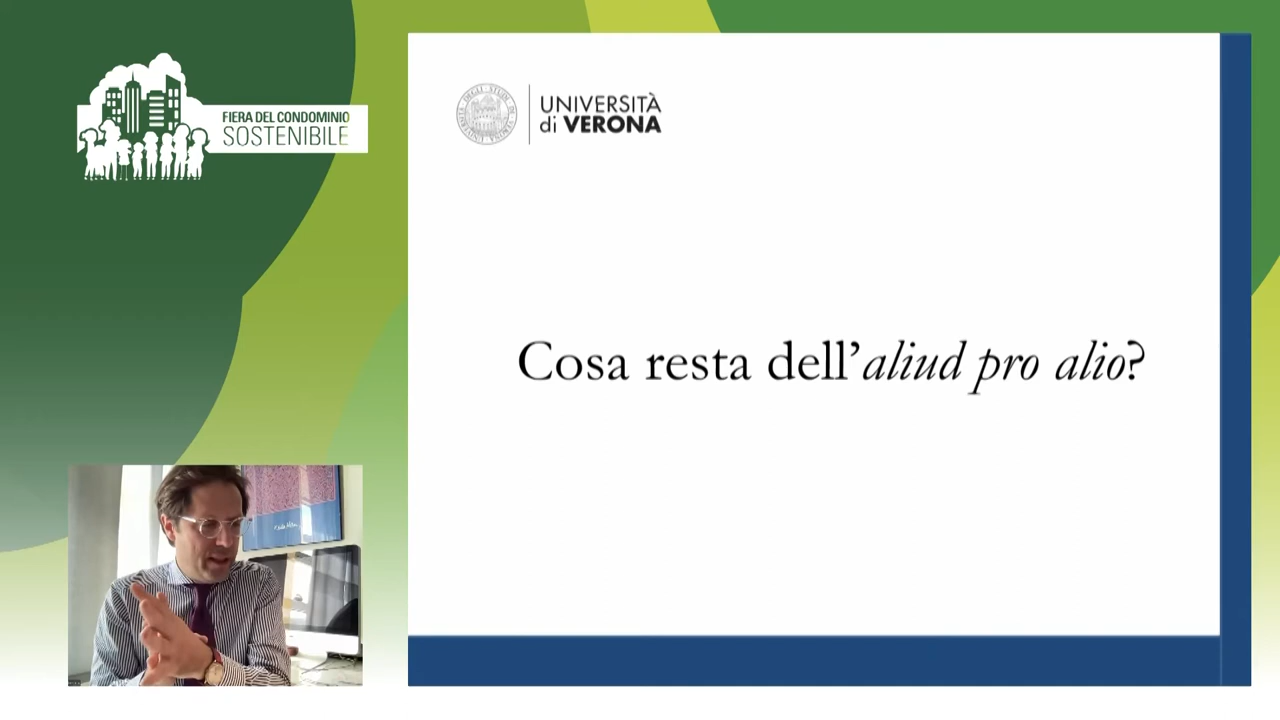 FIERA DEL CONDOMINIO
SOSTENIBILE
UNIVERSITÀ
di VERONA
Cosa resta dell’aliud pro alio?